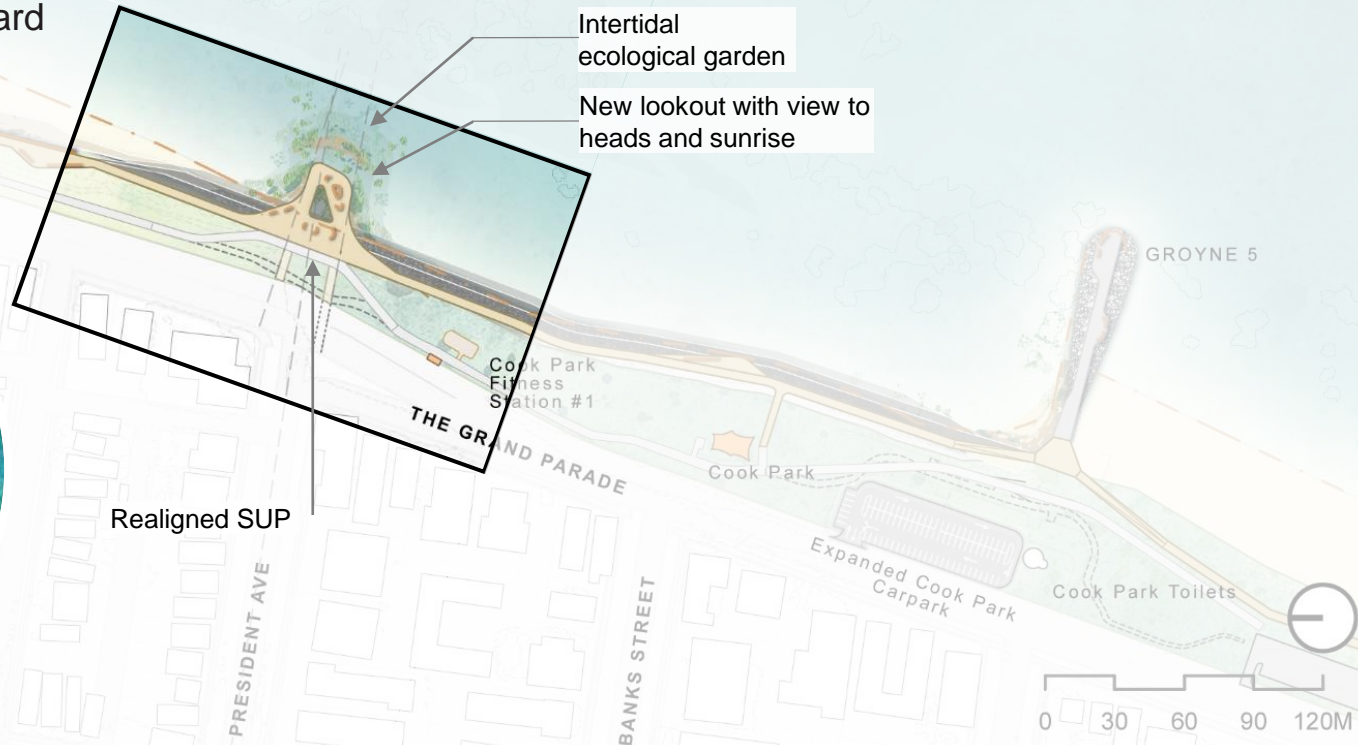 ard
Intertidal
ecological garden
New lookout with view to
heads and sunrise
GROYNE 5
Cook Park
Fitness
Station #1
THE GRAND PARADE
Cook Park
Realigned SUP
Expanded Cook Park
Carpark
Cook Park Toilets
PRESIDENT AVE
BANKS STREET
0 30 60 90 120M